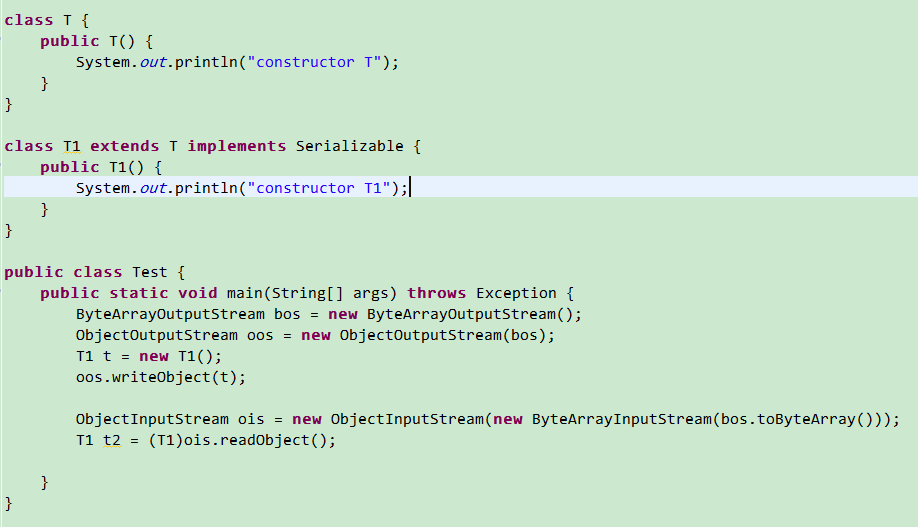 class T {
    public T() {
        System.out.println("constructor T");
    }
}

class T1 extends T implements Serializable {
    public T1() {
        System.out.println("constructor T1");
    }
}

public class Test {
    public static void main(String[] args) throws Exception {
        ByteArrayOutputStream bos = new ByteArrayOutputStream();
        ObjectOutputStream oos = new ObjectOutputStream(bos);
        T1 t = new T1();
        oos.writeObject(t);

        ObjectInputStream ois = new ObjectInputStream(new ByteArrayInputStream(bos.toByteArray()));
        T1 t2 = (T1)ois.readObject();

    }
}